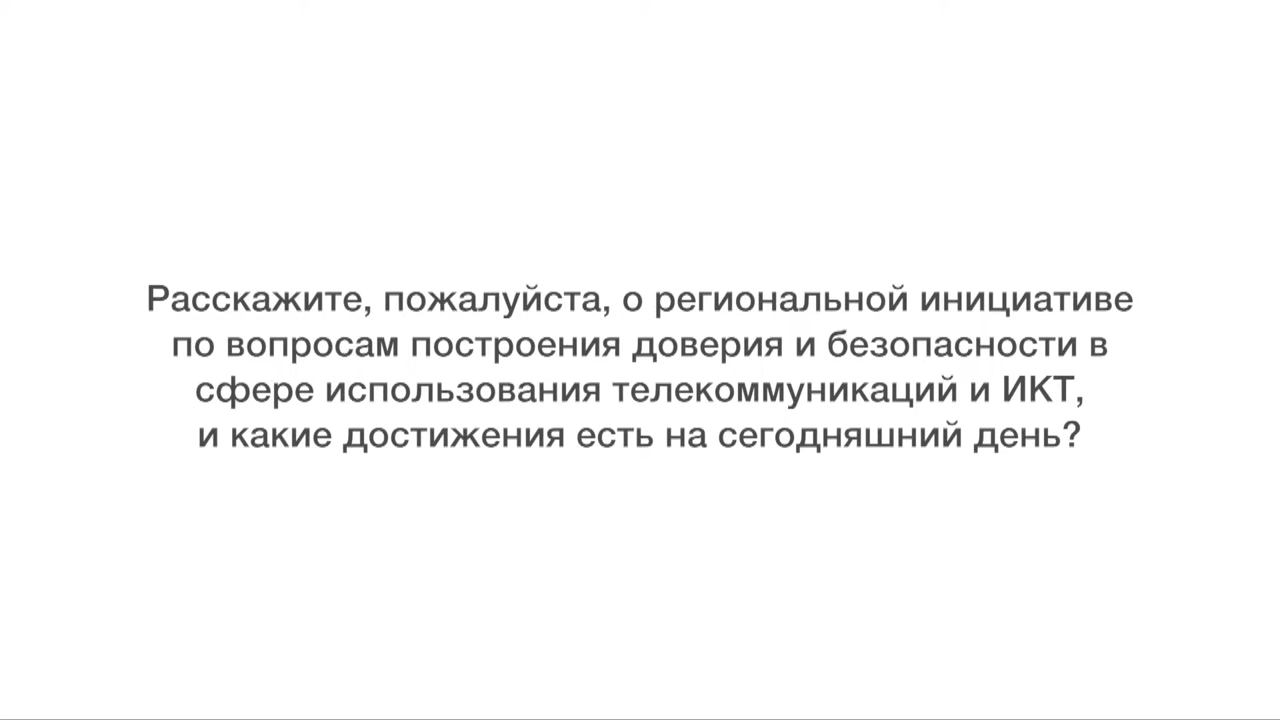 Расскажите, пожалуйста, о региональной инициативе
по вопросам построения доверия и безопасности в
сфере использования телекоммуникаций и ИКТ,
и какие достижения есть на сегодняшний день?